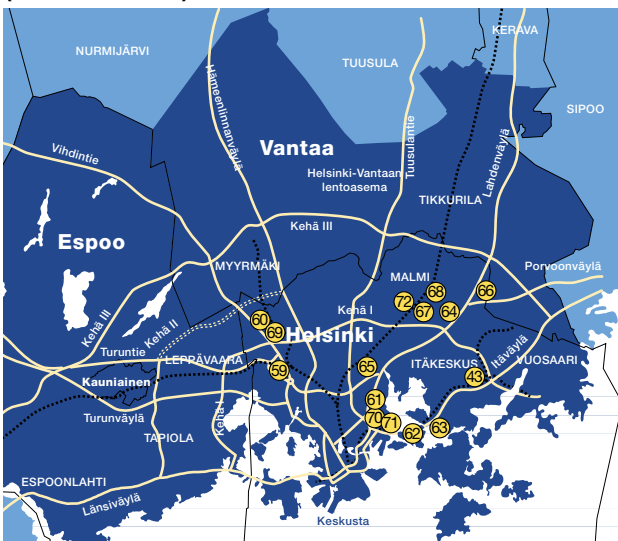 KERAVA
NURMIJÄRVI
TUUSULA
SIPOO
Hämeenlinnanväylä
Tuusulantie
Lahdenväylä
Vantaa
Vihdintie
Helsinki-Vantaan
lentoasema
TIKKURILA
Kehä III
Espoo
MYYRMÄKI
MALMI
Porvoonväylä
68
66
72
67
64
Kehä III
Kehä II
Kehä I
60
69
Helsinki
Turuntie
LEPPÄVAARA
59
65
ITÄKESKUS
43
Itäväylä
VUOSAARI
Kauniainen
Turunväylä
Kehä I
61
70
71
62
63
TAPIOLA
ESPOONLAHTI
Länsiväylä
Keskusta